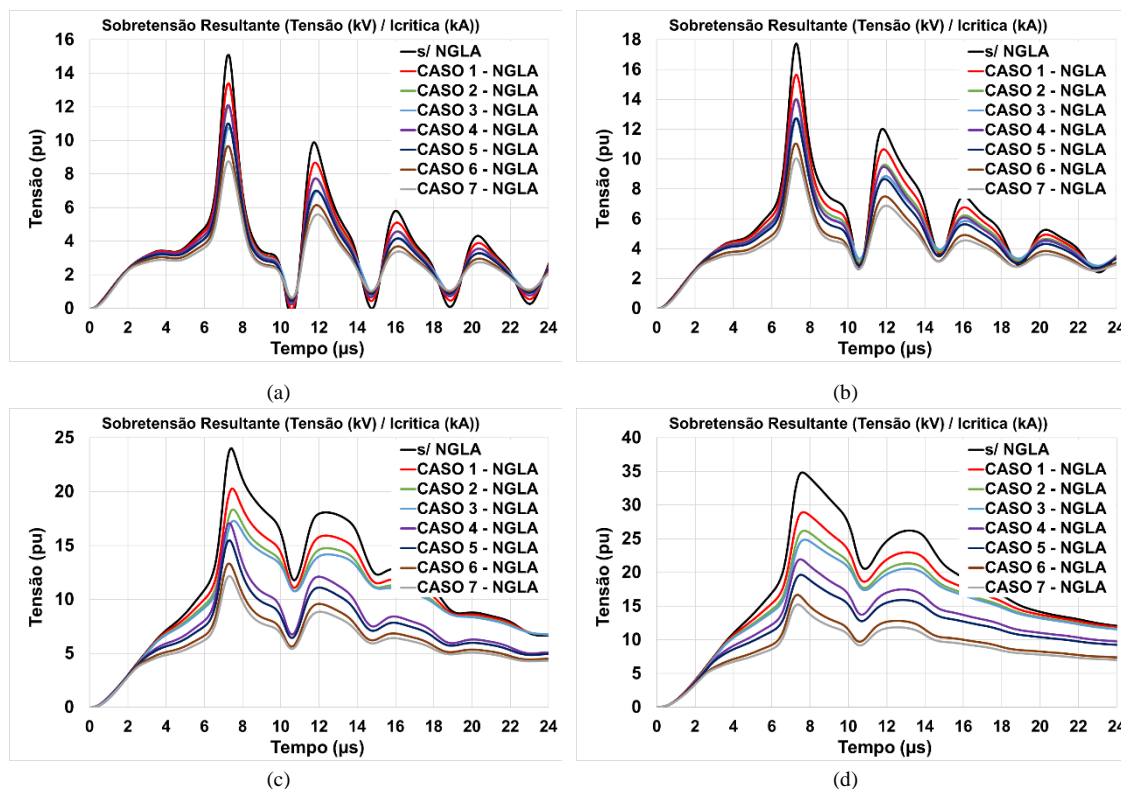 Sobretensão Resultante (Tensão (kV) / Icritica (kA))
Tensão (pu)
16
14
12
10
8
6
4
2
0
s/ NGLA
CASO 1 - NGLA
CASO 2 - NGLA
CASO 3 - NGLA
CASO 4 - NGLA
CASO 5 - NGLA
CASO 6 - NGLA
CASO 7 - NGLA
0 2 4 6 8 10 12 14 16 18 20 22 24
Tempo (µs)
(a)
Sobretensão Resultante (Tensão (kV) / Icritica (kA))
Tensão (pu)
18
16
14
12
10
8
6
4
2
0
s/ NGLA
CASO 1 - NGLA
CASO 2 - NGLA
CASO 3 - NGLA
CASO 4 - NGLA
CASO 5 - NGLA
CASO 6 - NGLA
CASO 7 - NGLA
0 2 4 6 8 10 12 14 16 18 20 22 24
Tempo (µs)
(b)
Sobretensão Resultante (Tensão (kV) / Icritica (kA))
Tensão (pu)
25
20
15
10
5
0
s/ NGLA
CASO 1 - NGLA
CASO 2 - NGLA
CASO 3 - NGLA
CASO 4 - NGLA
CASO 5 - NGLA
CASO 6 - NGLA
CASO 7 - NGLA
0 2 4 6 8 10 12 14 16 18 20 22 24
Tempo (µs)
(c)
Sobretensão Resultante (Tensão (kV) / Icritica (kA))
Tensão (pu)
40
35
30
25
20
15
10
5
0
s/ NGLA
CASO 1 - NGLA
CASO 2 - NGLA
CASO 3 - NGLA
CASO 4 - NGLA
CASO 5 - NGLA
CASO 6 - NGLA
CASO 7 - NGLA
0 2 4 6 8 10 12 14 16 18 20 22 24
Tempo (µs)
(d)